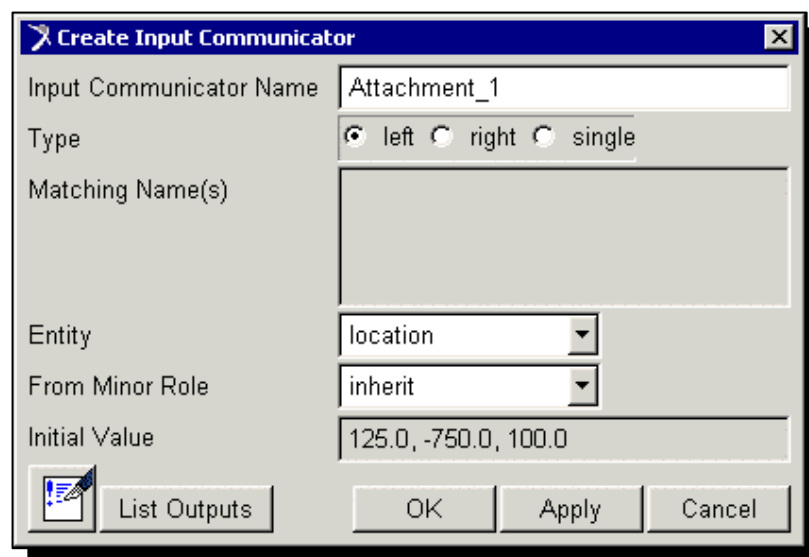 Create Input Communicator
Input Communicator Name Attachment_1
Type left right single
Matching Name(s)
Entity location
From Minor Role inherit
Initial Value 125.0, -750.0, 100.0
List Outputs OK Apply Cancel